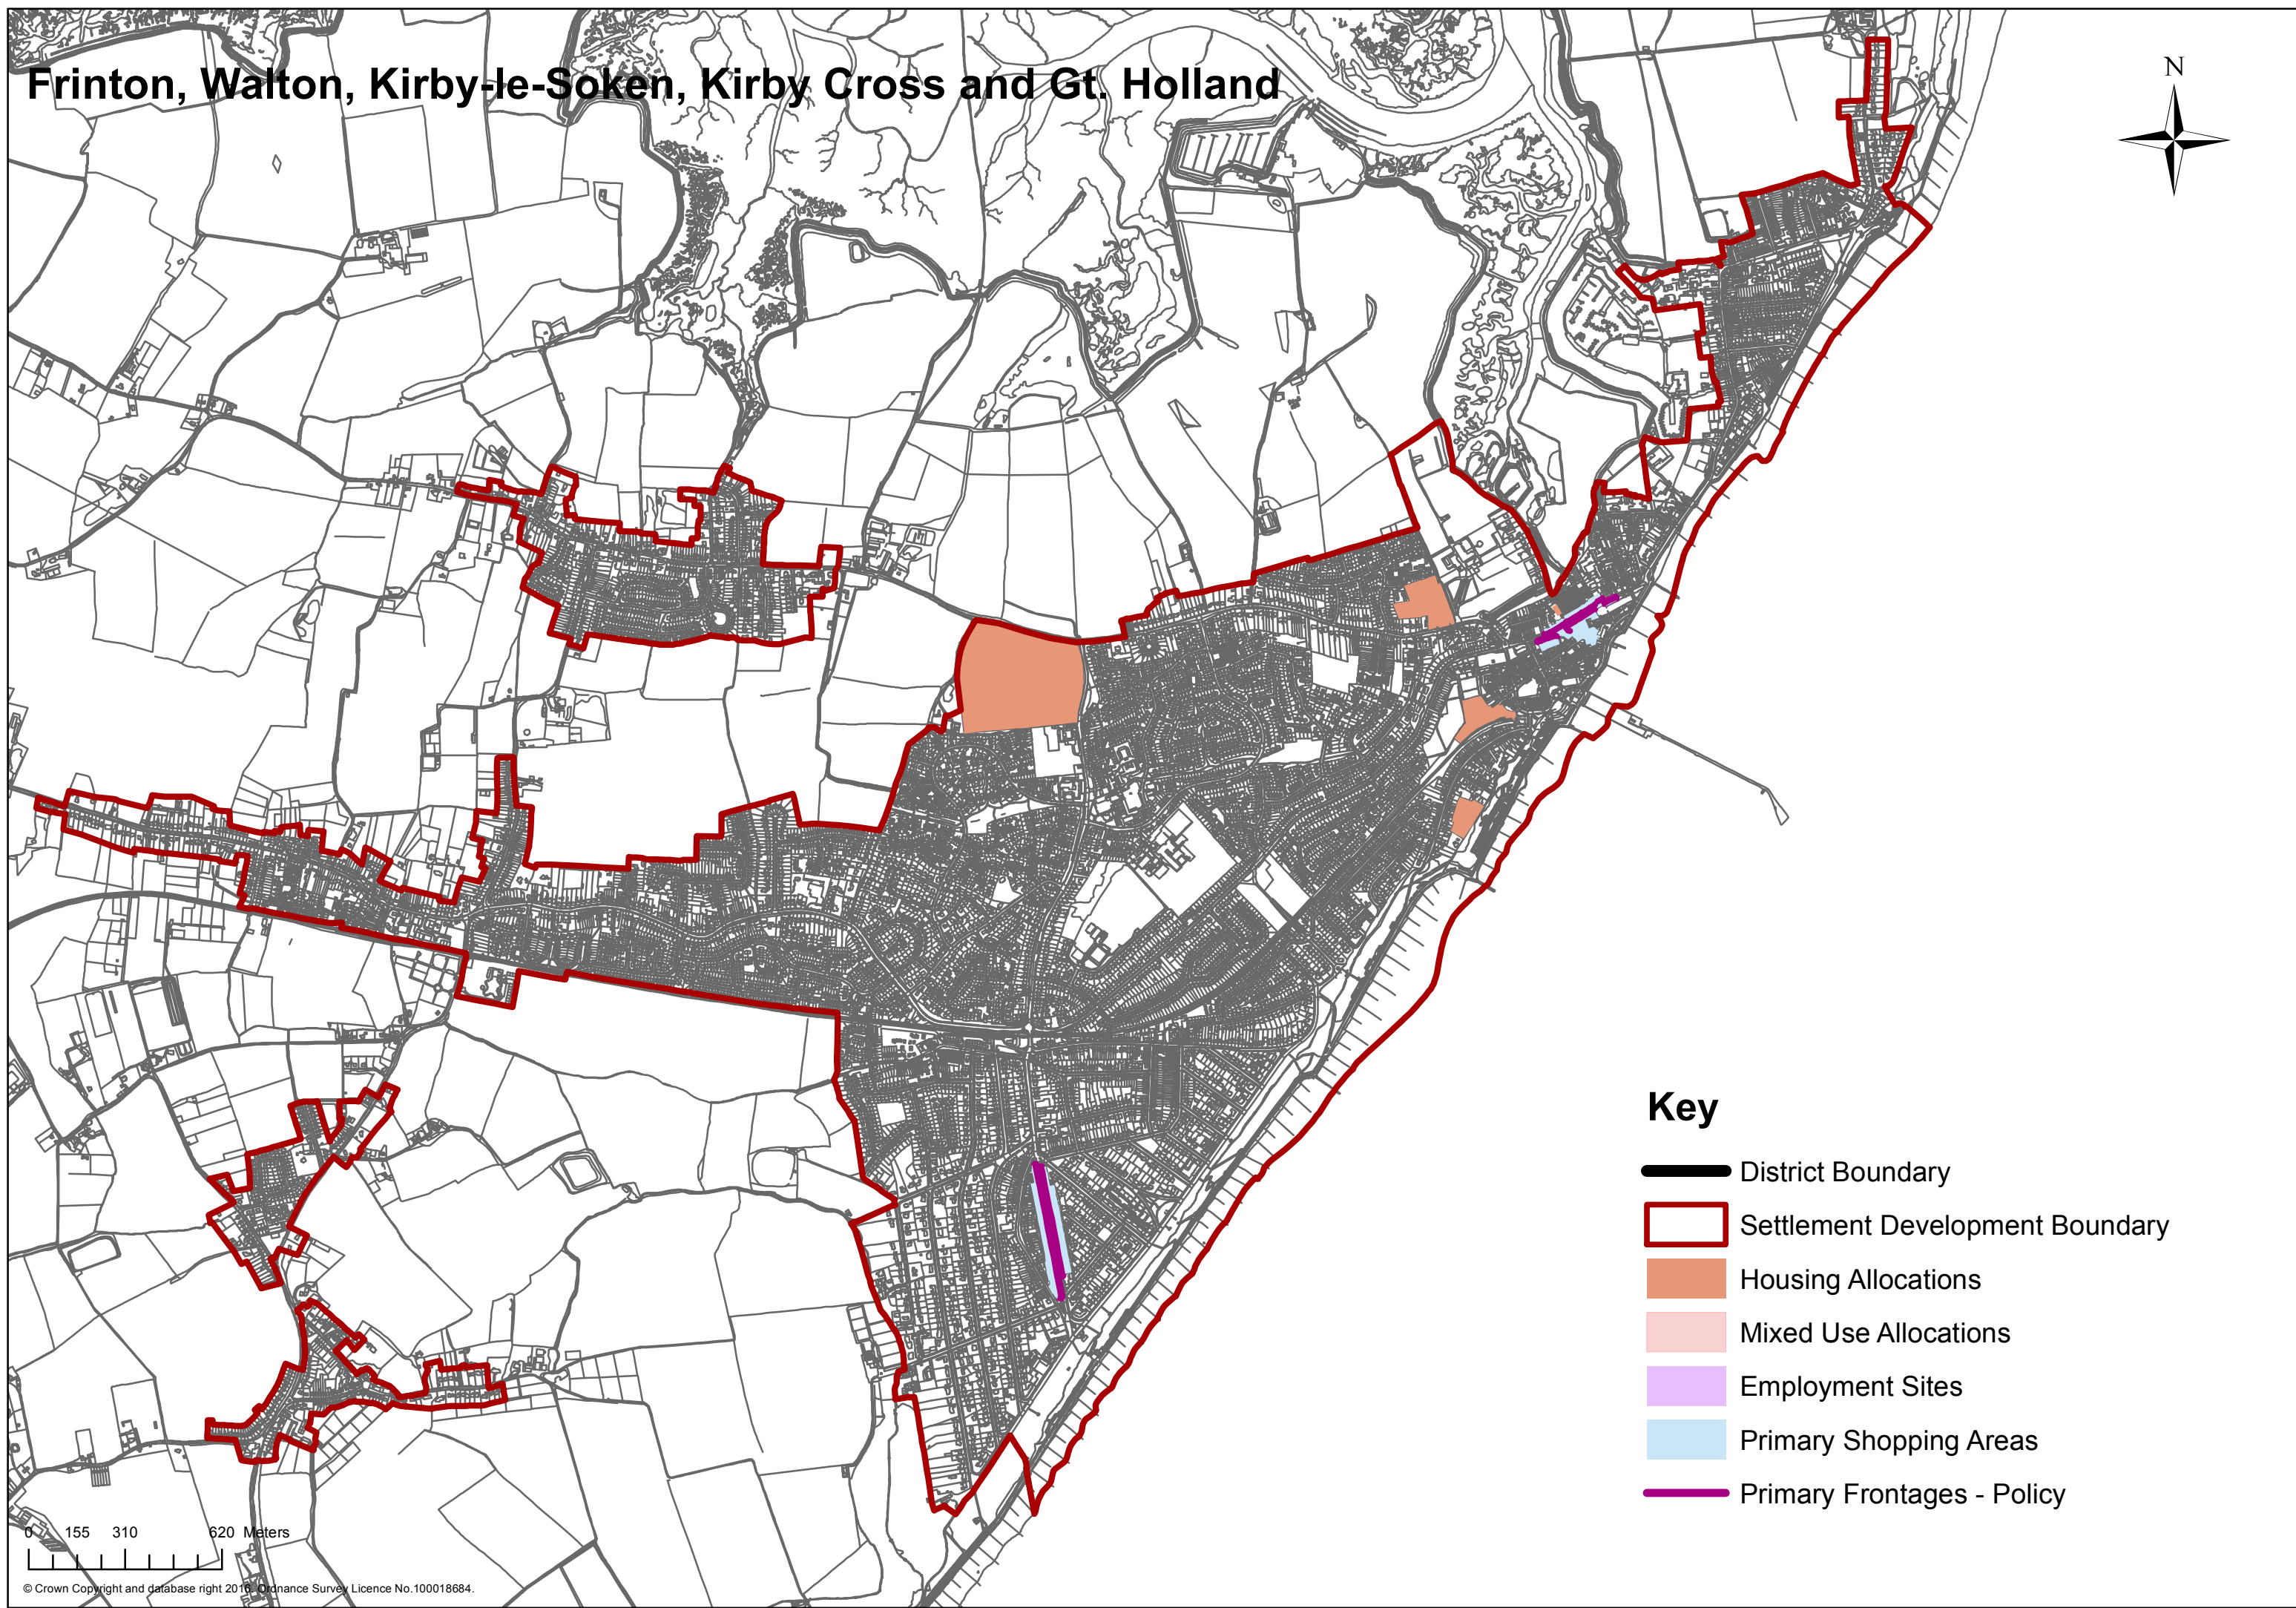 Frinton, Walton, Kirby-le-Soken, Kirby Cross and Gt. Holland
N
Key
District Boundary
Settlement Development Boundary
Housing Allocations
Mixed Use Allocations
Employment Sites
Primary Shopping Areas
Primary Frontages - Policy
0 155 310 620 Meters
© Crown Copyright and database right 2016. Ordnance Survey Licence No.100018684.